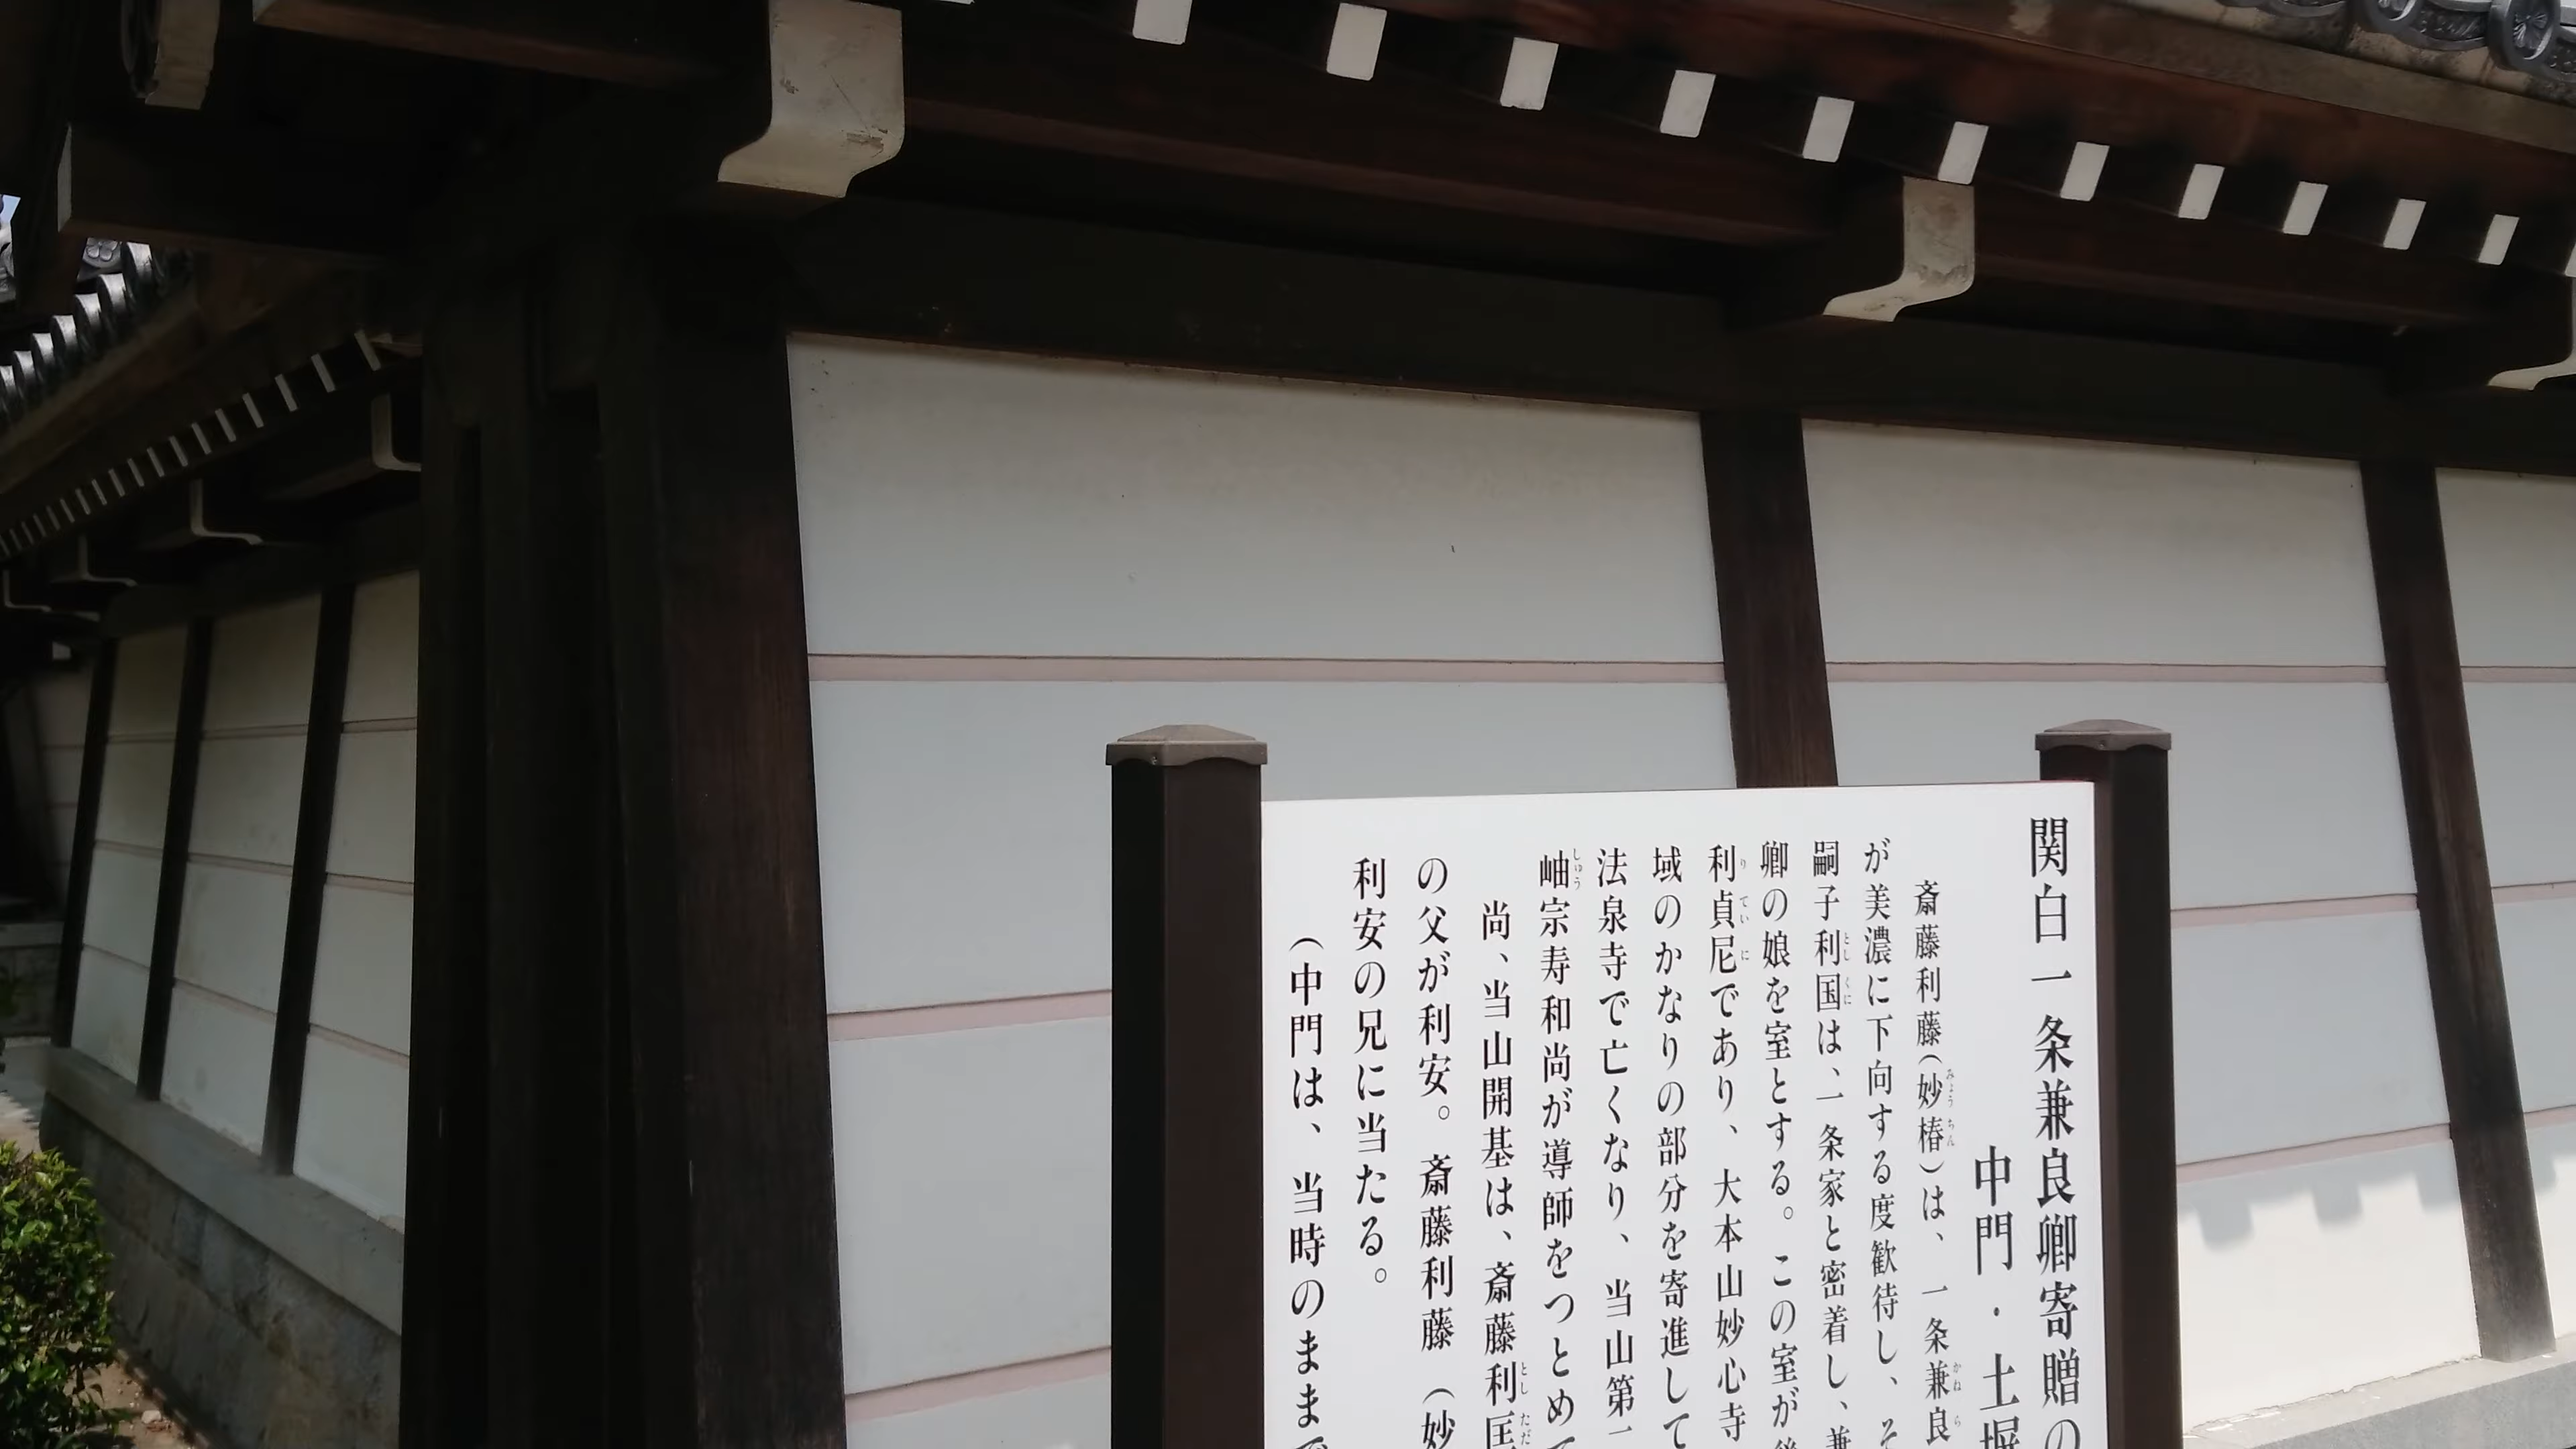 関白一条兼良卿寄贈の
中門・土塀
斎藤利藤(妙椿)は、一条兼良
が美濃に下向する度歓待し、そ
嗣子利国は、一条家と密着し、兼
卿の娘を室とする。この室が後
利貞尼であり、大本山妙心寺
域のかなりの部分を寄進して
法泉寺で亡くなり、当山第一
岫宗寿和尚が導師をつとめて
尚、当山開基は、斎藤利匡
の父が利安。斎藤利藤(妙
利安の兄に当たる。
(中門は、当時のままで